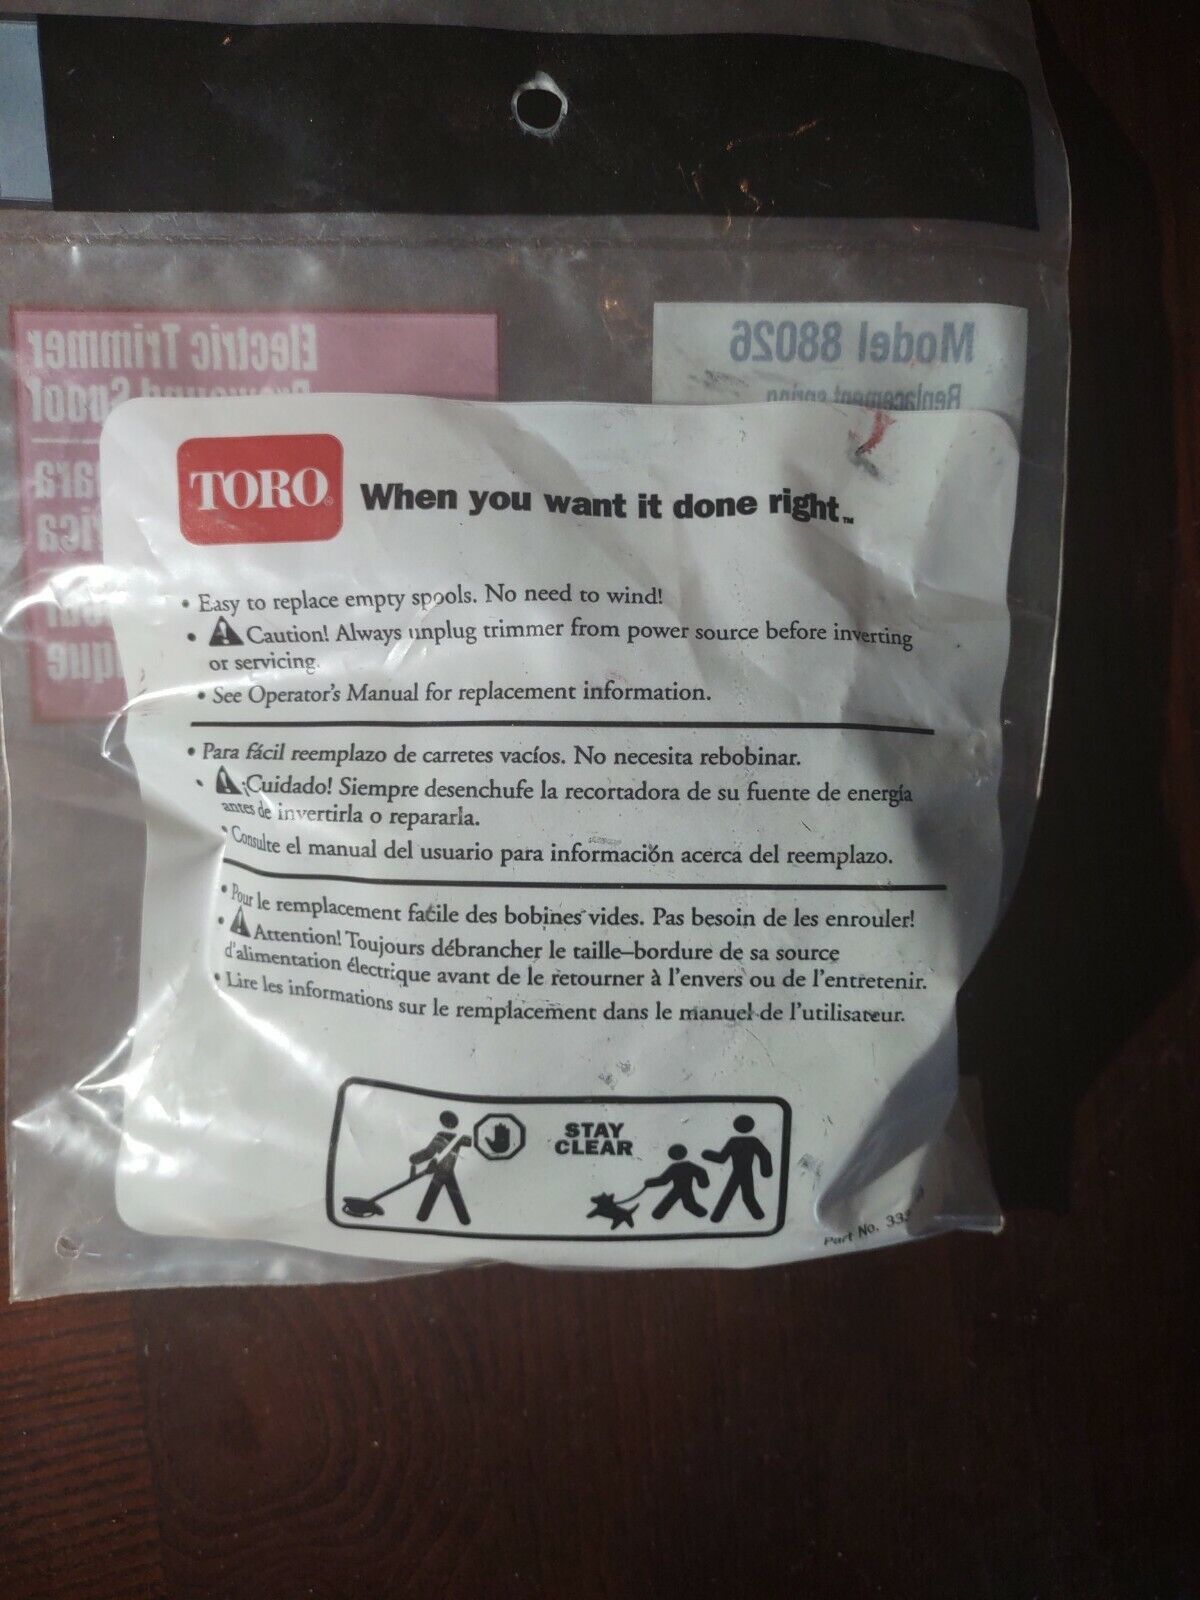 Electric Trimmer
Model 88026
Replacement spring
TORO®
When you want it done right™
• Easy to replace empty spools. No need to wind!
• Caution! Always unplug trimmer from power source before inverting
or servicing.
• See Operator's Manual for replacement information.
• Para fácil reemplazo de carretes vacíos. No necesita rebobinar.
• ¡Cuidado! Siempre desenchufe la recortadora de su fuente de energía
antes de invertirla o repararla.
• Consulte el manual del usuario para información acerca del reemplazo.
• Pour le remplacement facile des bobines vides. Pas besoin de les enrouler!
• Attention! Toujours débrancher le taille-bordure de sa source
d'alimentation électrique avant de le retourner à l'envers ou de l'entretenir.
• Lire les informations sur le remplacement dans le manuel de l'utilisateur.
STAY
CLEAR
Part No.